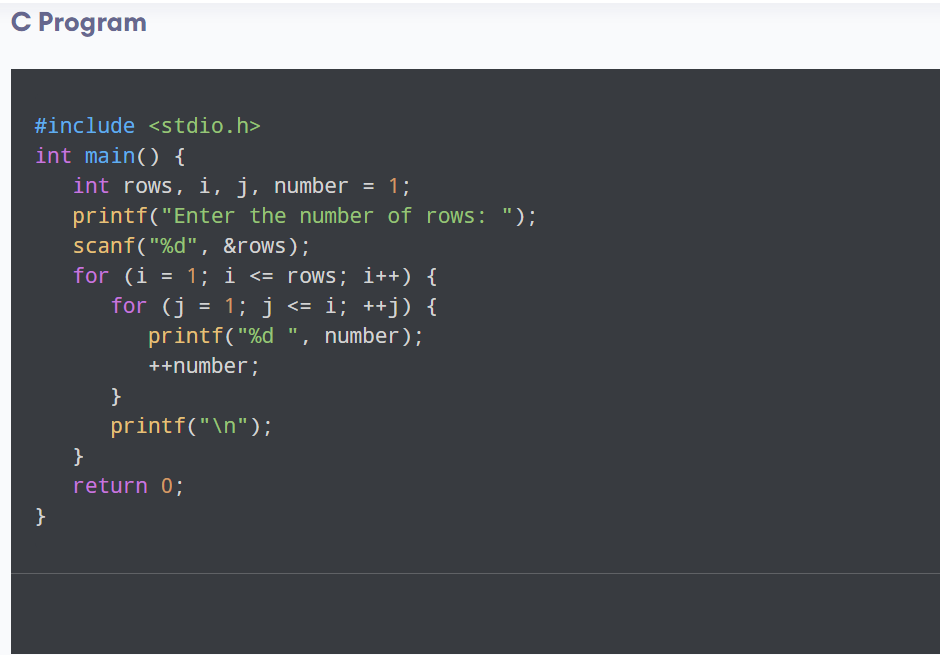 C Program
#include <stdio.h>
int main() {
   int rows, i, j, number = 1;
   printf("Enter the number of rows: ");
   scanf("%d", &rows);
   for (i = 1; i <= rows; i++) {
      for (j = 1; j <= i; ++j) {
         printf("%d ", number);
         ++number;
      }
      printf("\n");
   }
   return 0;
}